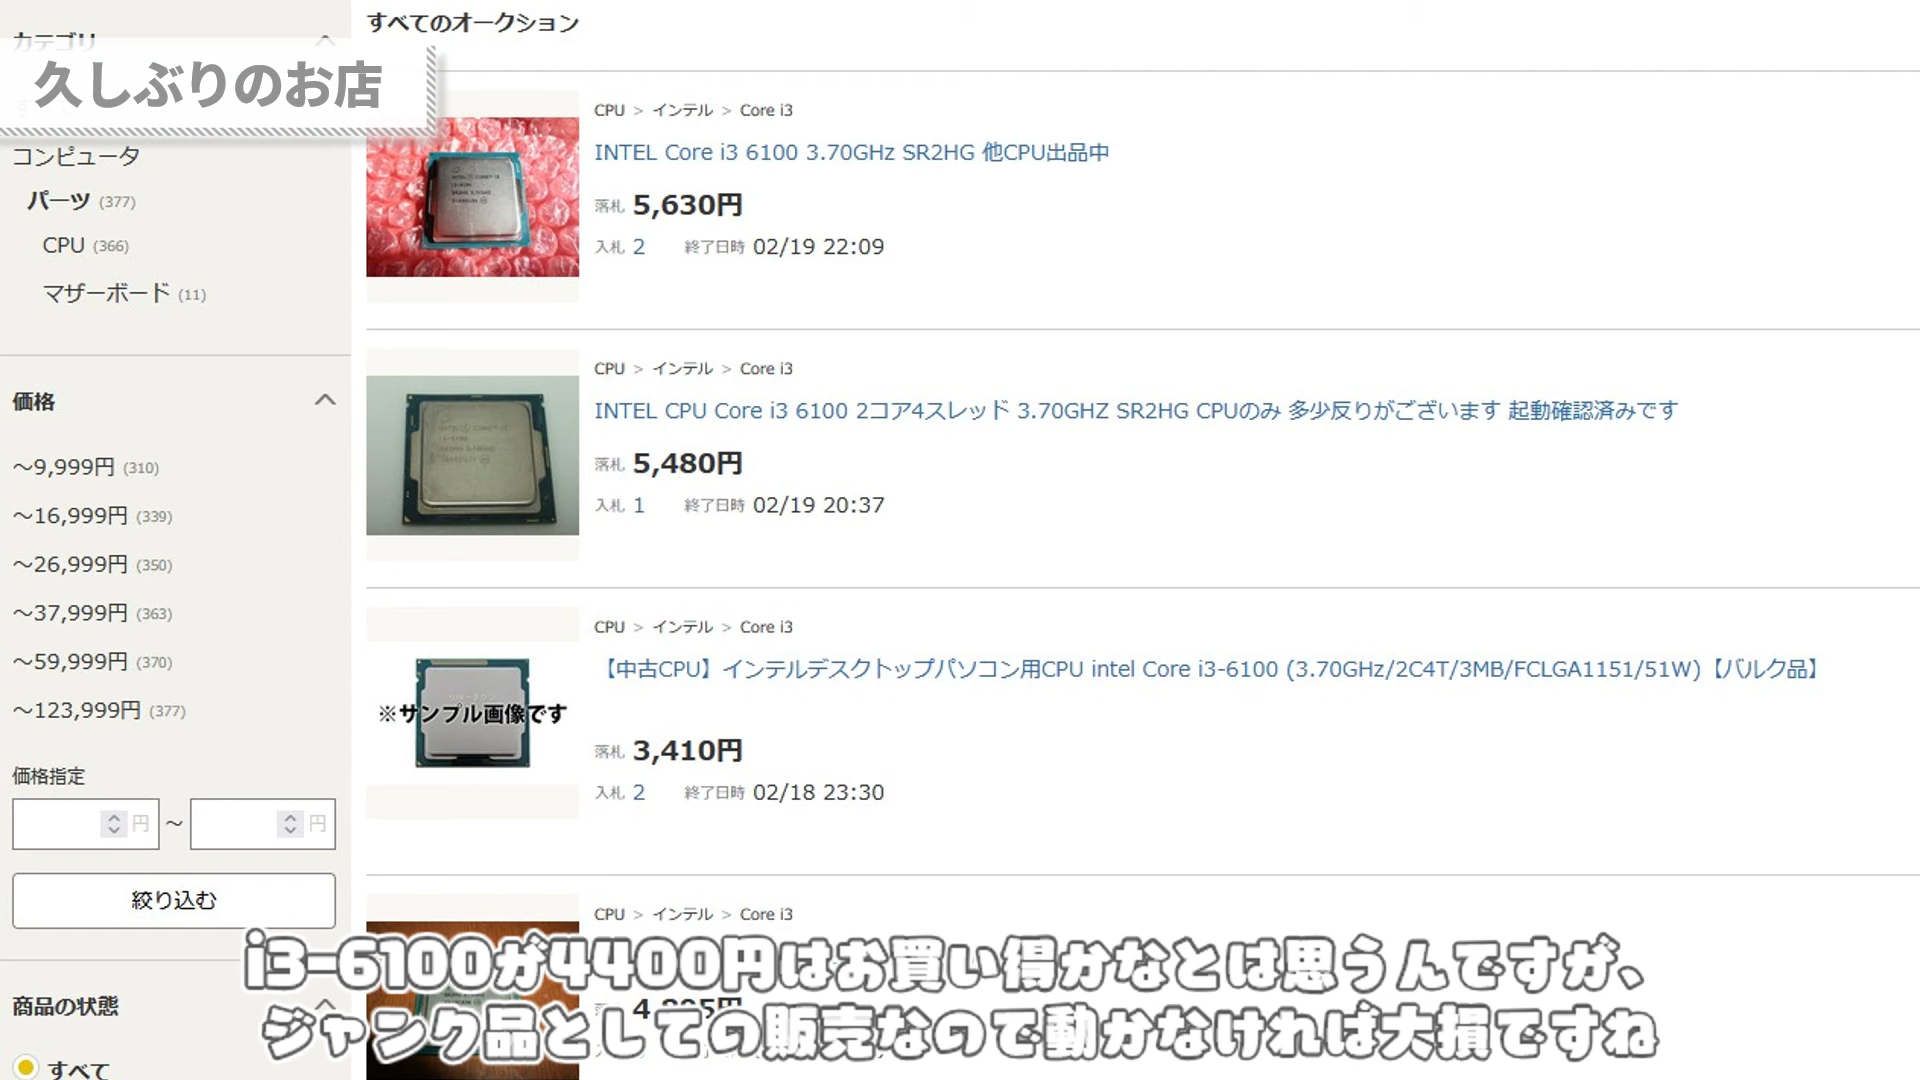 カテゴリ
久しぶりのお店
コンピュータ
パーツ (377)
CPU (366)
マザーボード (11)
価格
～9,999円 (310)
～16,999円 (339)
～26,999円 (350)
～37,999円 (363)
～59,999円 (370)
～123,999円 (377)
価格指定
円 ～ 円
絞り込む
商品の状態
すべて
すべてのオークション
CPU > インテル > Core i3
INTEL Core i3 6100 3.70GHz SR2HG 他CPU出品中
落札 5,630円
入札 2 終了日時 02/19 22:09
CPU > インテル > Core i3
INTEL CPU Core i3 6100 2コア4スレッド 3.70GHZ SR2HG CPUのみ 多少反りがございます 起動確認済みです
落札 5,480円
入札 1 終了日時 02/19 20:37
CPU > インテル > Core i3
※サンプル画像です
【中古CPU】インテルデスクトップパソコン用CPU intel Core i3-6100 (3.70GHz/2C4T/3MB/FCLGA1151/51W)【バルク品】
落札 3,410円
入札 2 終了日時 02/18 23:30
CPU > インテル > Core i3
i3-6100が4400円はお買い得かなとは思うんですが、
ジャンク品としての販売なので動かなければ大損ですね